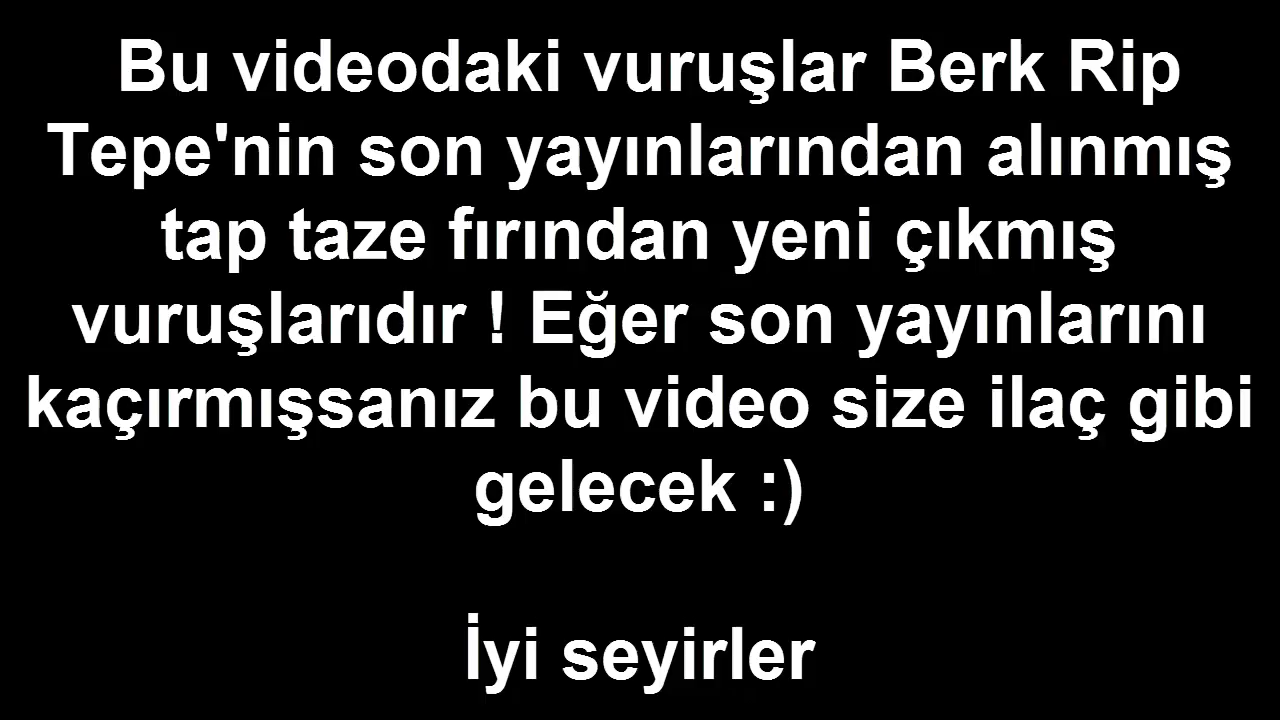 Bu videodaki vuruşlar Berk Rip
Tepe'nin son yayınlarından alınmış
tap taze fırından yeni çıkmış
vuruşlarıdır ! Eğer son yayınlarını
kaçırmışsanız bu video size ilaç gibi
gelecek :)
İyi seyirler